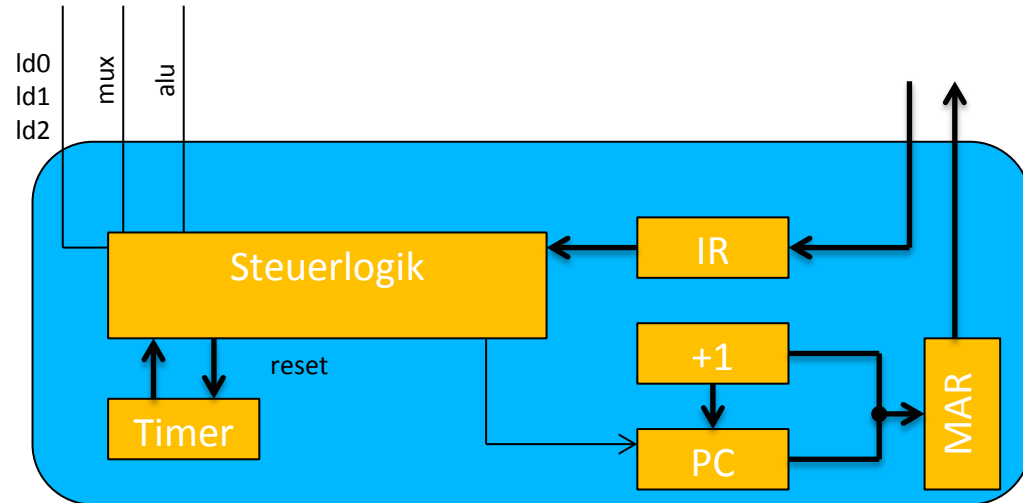 ld0
ld1
ld2
mux
alu
Steuerlogik
IR
reset
+1
Timer
PC
MAR